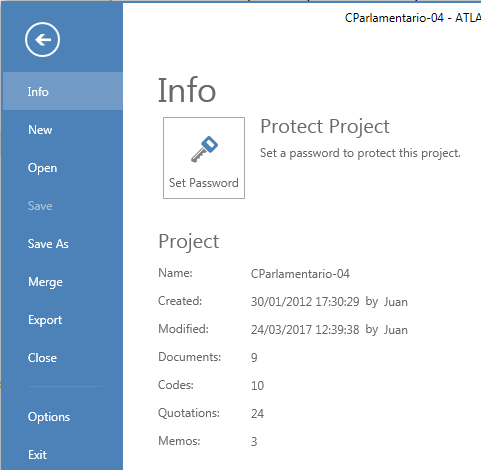 CParlamentario-04 - ATLA
Info
New
Open
Save
Save As
Merge
Export
Close
Options
Exit
Info
Set Password
Protect Project
Set a password to protect this project.
Project
Name: CParlamentario-04
Created: 30/01/2012 17:30:29 by Juan
Modified: 24/03/2017 12:39:38 by Juan
Documents: 9
Codes: 10
Quotations: 24
Memos: 3